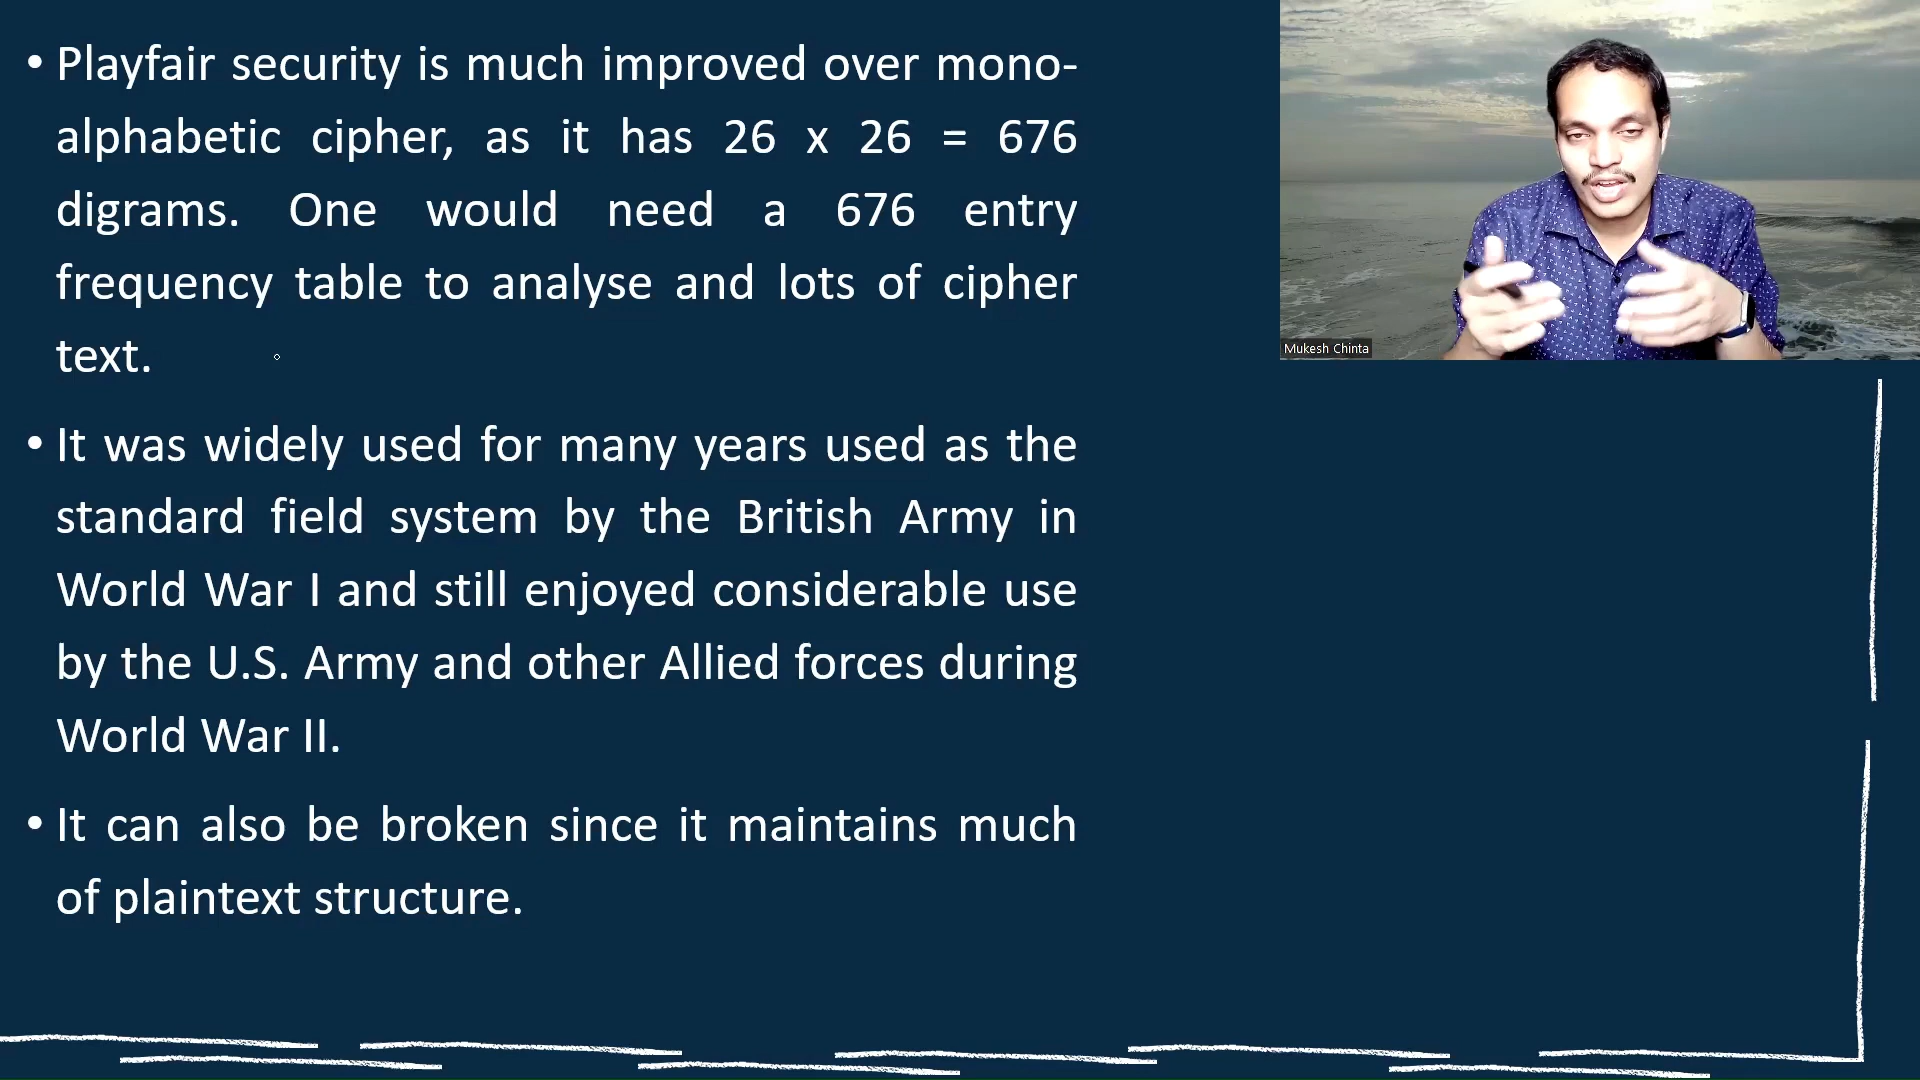 • Playfair security is much improved over mono-
alphabetic cipher, as it has 26 x 26 = 676
digrams. One would need a 676 entry
frequency table to analyse and lots of cipher
text.
• It was widely used for many years used as the
standard field system by the British Army in
World War I and still enjoyed considerable use
by the U.S. Army and other Allied forces during
World War II.
• It can also be broken since it maintains much
of plaintext structure.
Mukesh Chinta